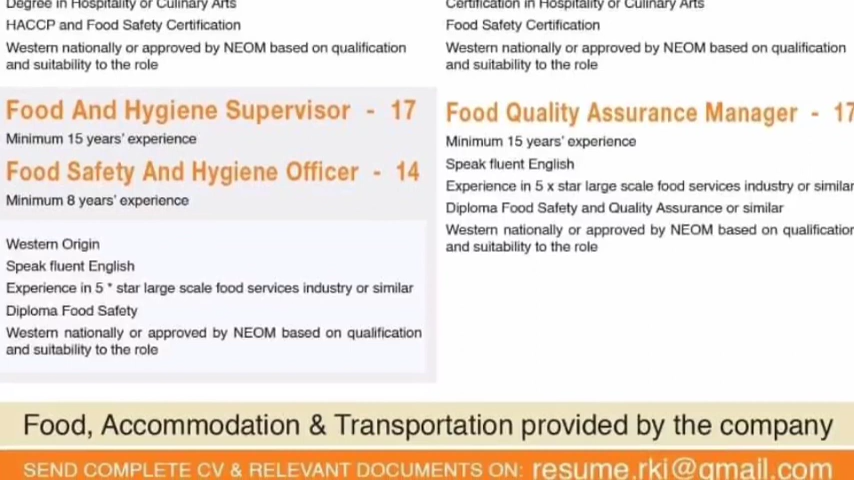 Degree in Hospitality or Culinary Arts
HACCP and Food Safety Certification
Western nationally or approved by NEOM based on qualification
and suitability to the role
Food And Hygiene Supervisor - 17
Minimum 15 years' experience
Food Safety And Hygiene Officer - 14
Minimum 8 years' experience
Western Origin
Speak fluent English
Experience in 5 * star large scale food services industry or similar
Diploma Food Safety
Western nationally or approved by NEOM based on qualification
and suitability to the role
Certification in Hospitality or Culinary Arts
Food Safety Certification
Western nationally or approved by NEOM based on qualification
and suitability to the role
Food Quality Assurance Manager - 17
Minimum 15 years' experience
Speak fluent English
Experience in 5 x star large scale food services industry or similar
Diploma Food Safety and Quality Assurance or similar
Western nationally or approved by NEOM based on qualification
and suitability to the role
Food, Accommodation & Transportation provided by the company
SEND COMPLETE CV & RELEVANT DOCUMENTS ON: resume.rki@gmail.com